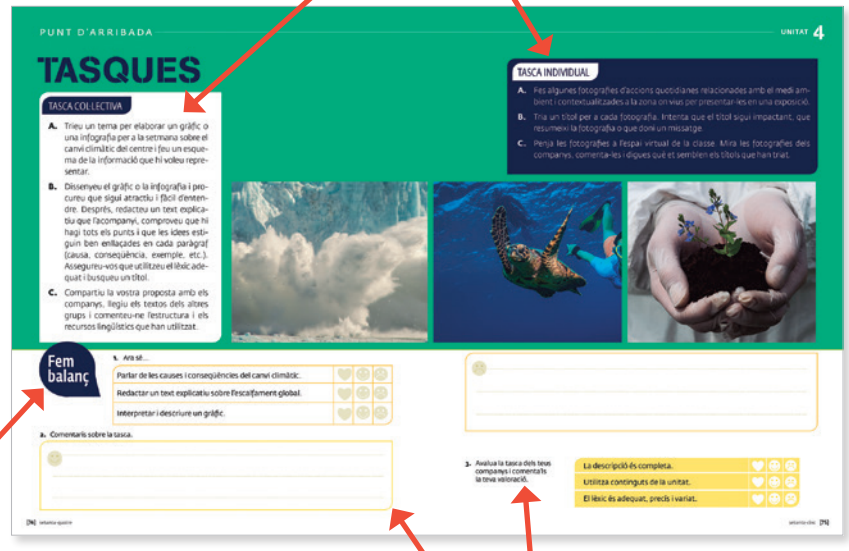 PUNT D'ARRIBADA
UNITAT 4
TASQUES
TASCA COL·LECTIVA
A. Trieu un tema per elaborar un gràfic o
una infografia per a la setmana sobre el
canvi climàtic del centre i feu un esque-
ma de la informació que hi voleu repre-
sentar.
B. Dissenyeu el gràfic o la infografia i pro-
cureu que sigui atractiu i fàcil d'enten-
dre. Després, redacteu un text explica-
tiu que l'acompanyi, comproveu que hi
hagi tots els punts i que les idees esti-
guin ben enllaçades en cada paràgraf
(causa, conseqüència, exemple, etc.).
Assegureu-vos que utilitzeu el lèxic ade-
quat i busqueu un títol.
C. Compartiu la vostra proposta amb els
companys, llegiu els textos dels altres
grups i comenteu-ne l'estructura i els
recursos lingüístics que han utilitzat.
TASCA INDIVIDUAL
A. Fes algunes fotografies d'accions quotidianes relacionades amb el medi am-
bient i contextualitzades a la zona on vius per presentar-les en una exposició.
B. Tria un títol per a cada fotografia. Intenta que el títol sigui impactant, que
resumeixi la fotografia o que doni un missatge.
C. Penja les fotografies a l'espai virtual de la classe. Mira les fotografies dels
companys, comenta-les i digues què et semblen els títols que han triat.
Fem
balanç
1. Ara sé...
Parlar de les causes i conseqüències del canvi climàtic.
Redactar un text explicatiu sobre l'escalfament global.
Interpretar i descriure un gràfic.
2. Comentaris sobre la tasca.
3. Avalua la tasca dels teus
companys i comenta'ls
la teva valoració.
La descripció és completa.
Utilitza continguts de la unitat.
El lèxic és adequat, precís i variat.
[74] setanta-quatre
setanta-cinc [75]